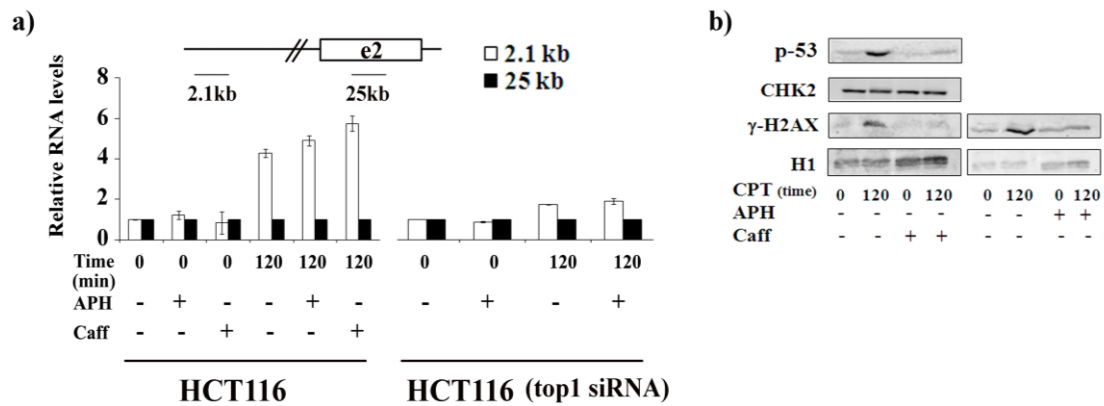 a)
e2
2.1kb
25kb
2.1 kb
25 kb
Relative RNA levels
8
6
4
2
0
Time (min) 0 0 0 120 120 120 0 0 120 120
APH - + - - + - - + - +
Caff - - + - - +
HCT116
HCT116 (top1 siRNA)
b)
p-53
CHK2
γ-H2AX
H1
CPT (time) 0 120 0 120 0 120 0 120
APH - - - - - - + +
Caff - - + + - - - -